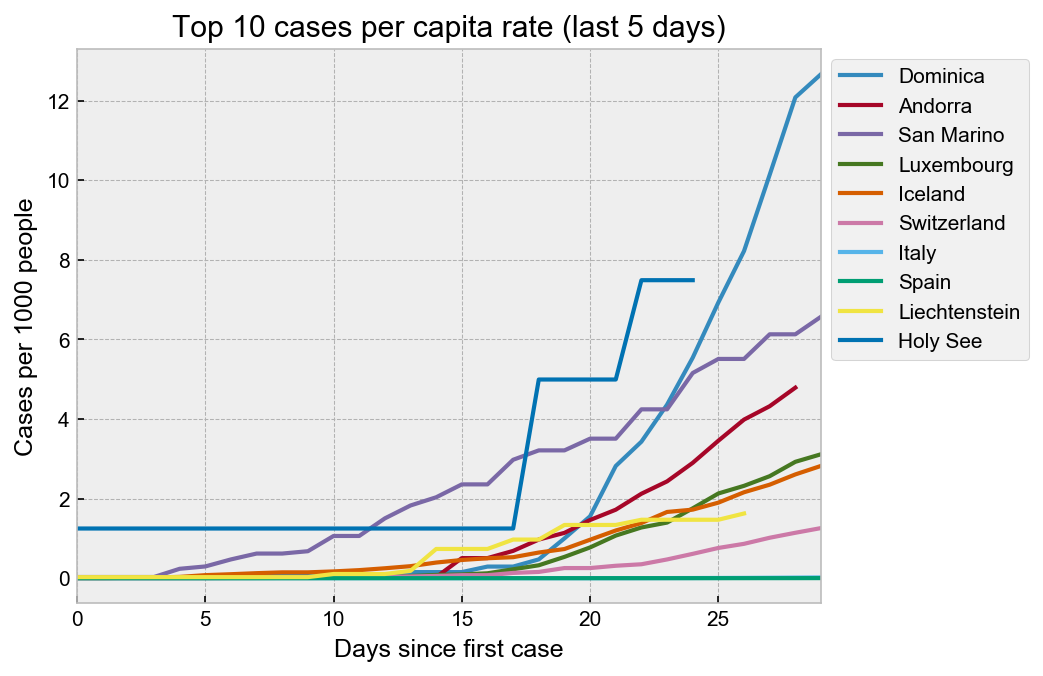 Top 10 cases per capita rate (last 5 days)
Cases per 1000 people
12
10
8
6
4
2
0
0 5 10 15 20 25
Days since first case
Dominica
Andorra
San Marino
Luxembourg
Iceland
Switzerland
Italy
Spain
Liechtenstein
Holy See